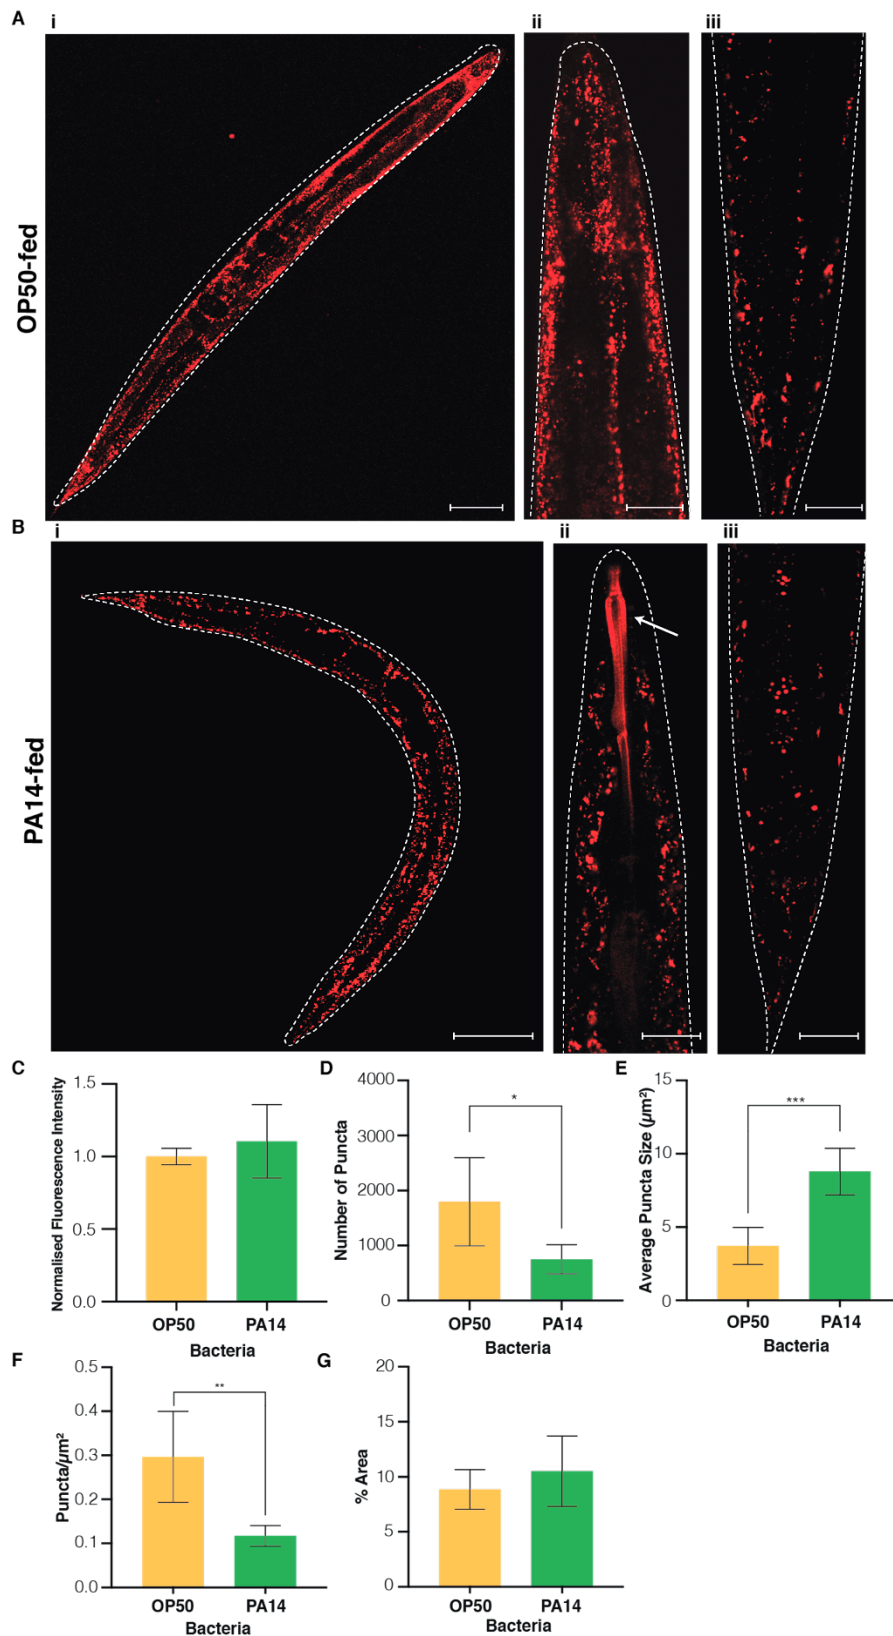 A
i
ii
iii
OP50-fed
B
i
ii
iii
PA14-fed
C
Normalised Fluorescence Intensity
1.5
1.0
0.5
0.0
OP50 PA14
Bacteria
D
Number of Puncta
4000
3000
2000
1000
0
*
OP50 PA14
Bacteria
E
Average Puncta Size (µm²)
15
10
5
0
***
OP50 PA14
Bacteria
F
Puncta/µm²
0.5
0.4
0.3
0.2
0.1
0.0
**
OP50 PA14
Bacteria
G
% Area
20
15
10
5
0
OP50 PA14
Bacteria